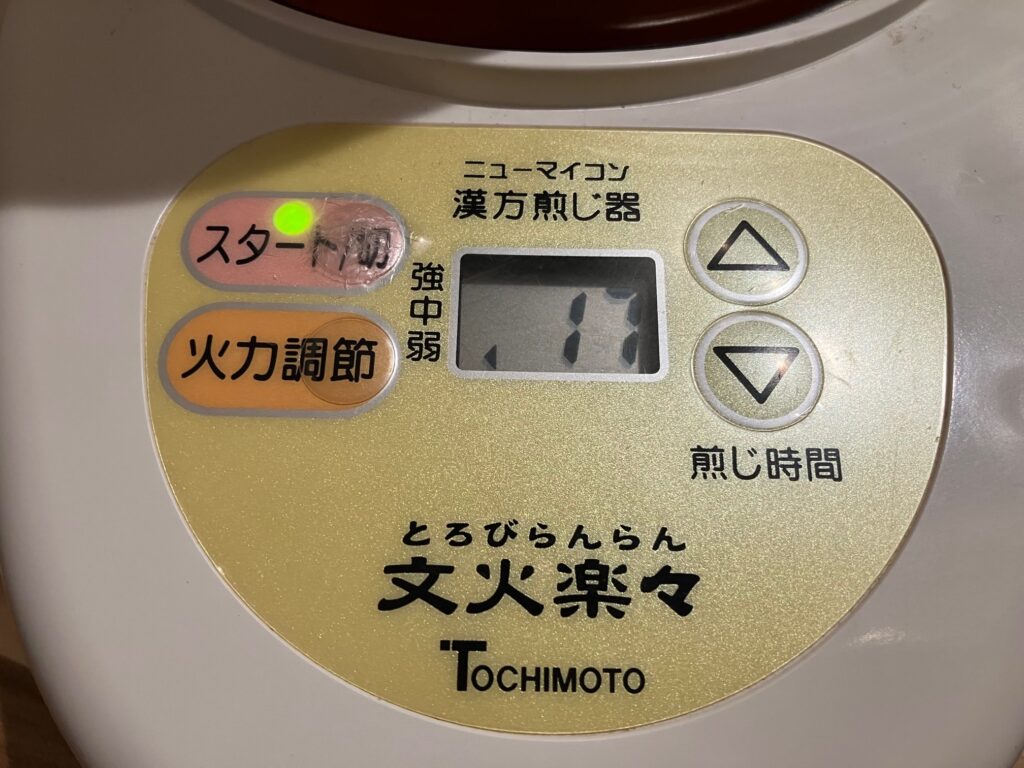 ニューマイコン
漢方煎じ器
スタート/切
強
中
弱
火力調節
17
煎じ時間
とろびらんらん
文火楽々
TOCHIMOTO